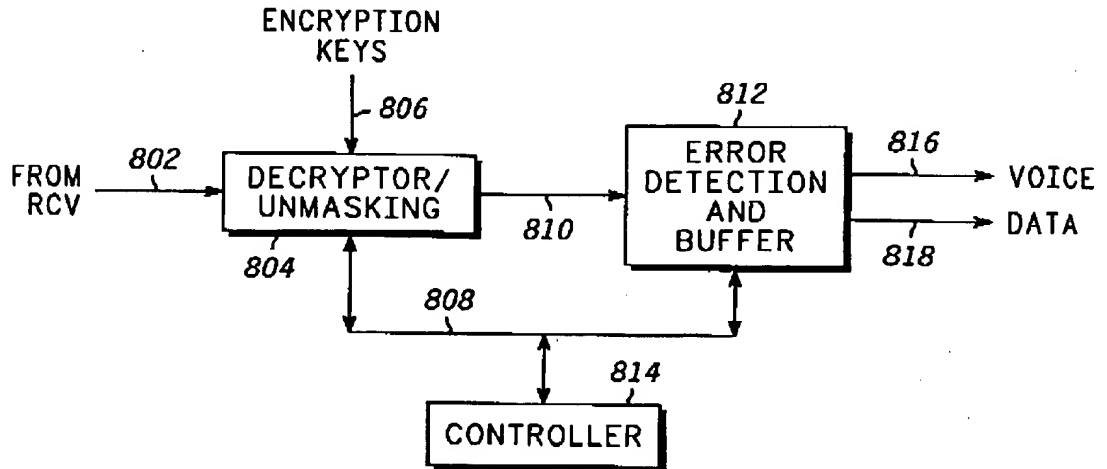 ENCRYPTION
KEYS
806
812
802
FROM
RCV
DECRYPTOR/
UNMASKING
804
810
ERROR
DETECTION
AND
BUFFER
816
VOICE
DATA
818
808
814
CONTROLLER